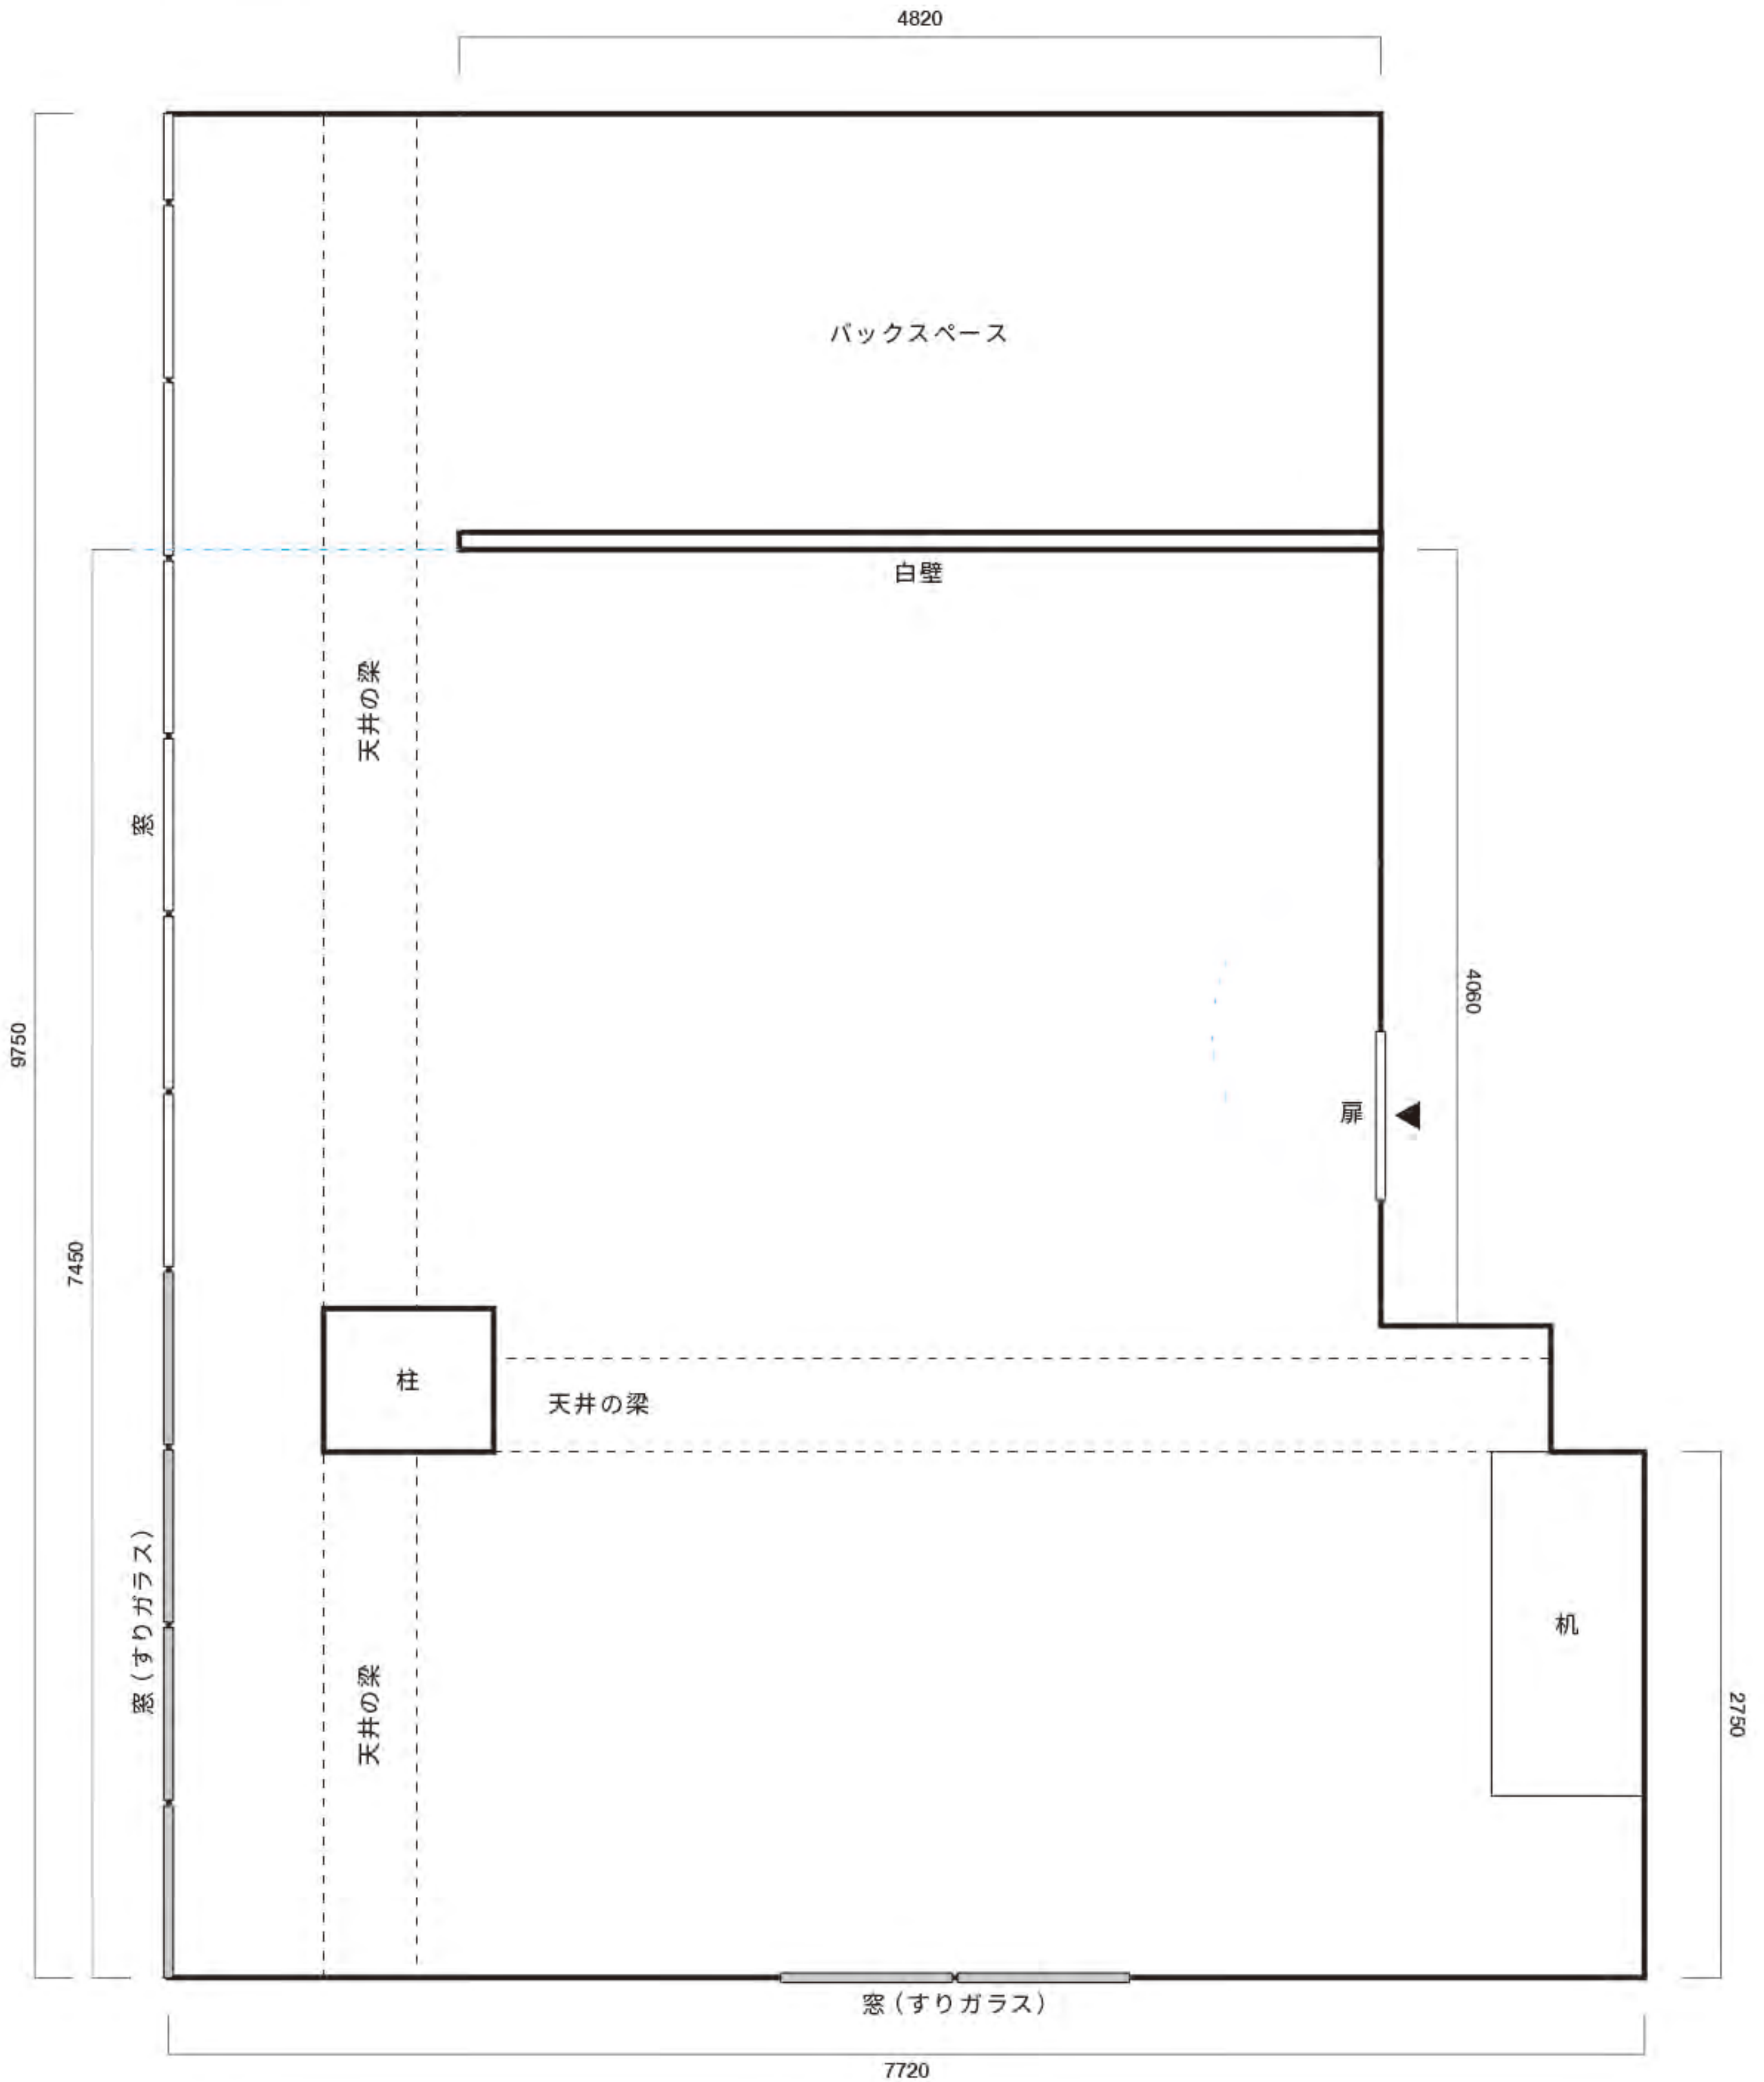 4820
バックスペース
白壁
天井の梁
窓
4060
9750
扉
7450
柱
天井の梁
机
窓（すりガラス）
天井の梁
2750
窓（すりガラス）
7720